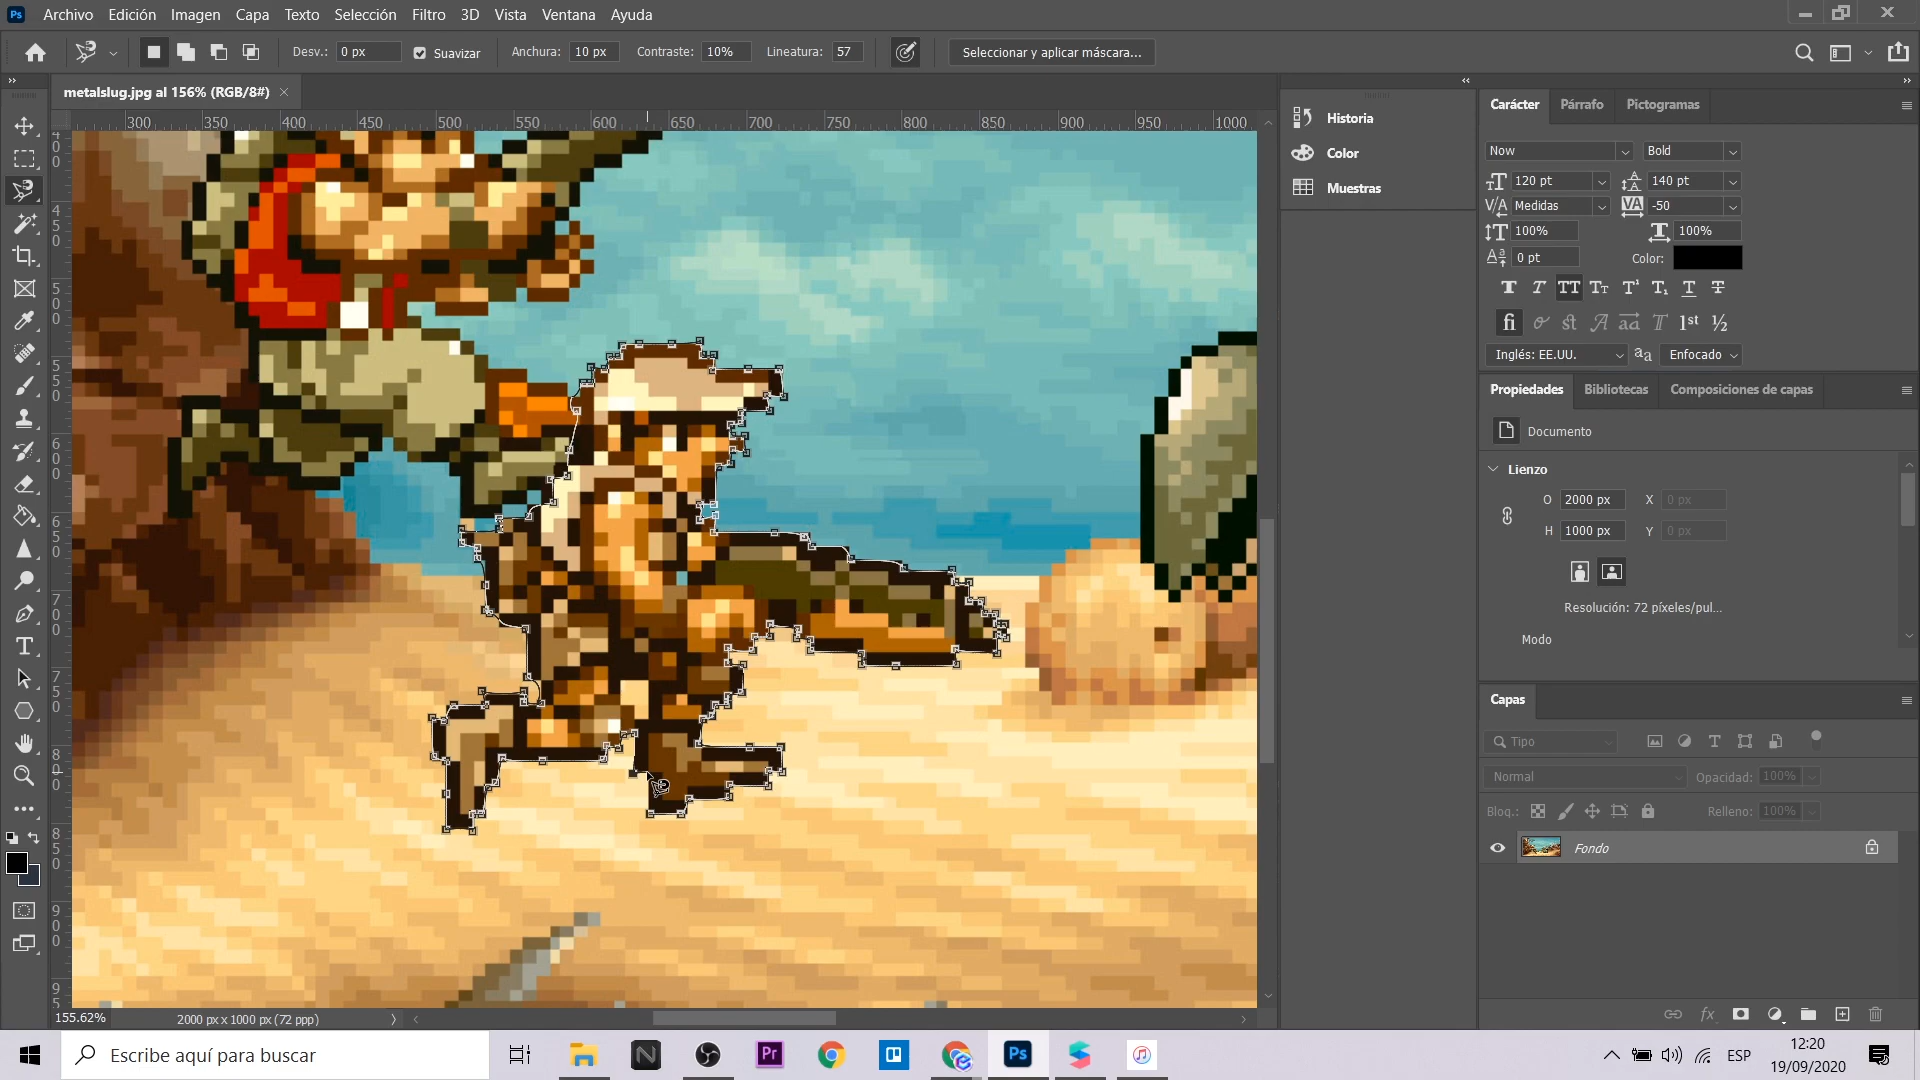 Ps Archivo Edición Imagen Capa Texto Selección Filtro 3D Vista Ventana Ayuda
Desv.: 0 px Suavizar Anchura: 10 px Contraste: 10% Lineatura: 57 Seleccionar y aplicar máscara...
metalslug.jpg al 156% (RGB/8#)
300 350 400 450 500 550 600 650 700 750 800 850 900 950 1000
Historia
Color
Muestras
Carácter Párrafo Pictogramas
Now Bold
120 pt 140 pt
Medidas -50
100% 100%
0 pt Color:
Inglés: EE.UU. Enfocado
Propiedades Bibliotecas Composiciones de capas
Documento
Lienzo
O 2000 px X 0 px
H 1000 px Y 0 px
Resolución: 72 píxeles/pul...
Modo
Capas
Tipo
Normal Opacidad: 100%
Bloq.: Relleno: 100%
Fondo
fx
155.62% 2000 px x 1000 px (72 ppp)
Escribe aquí para buscar
N Pr Ps
ESP
12:20
19/09/2020